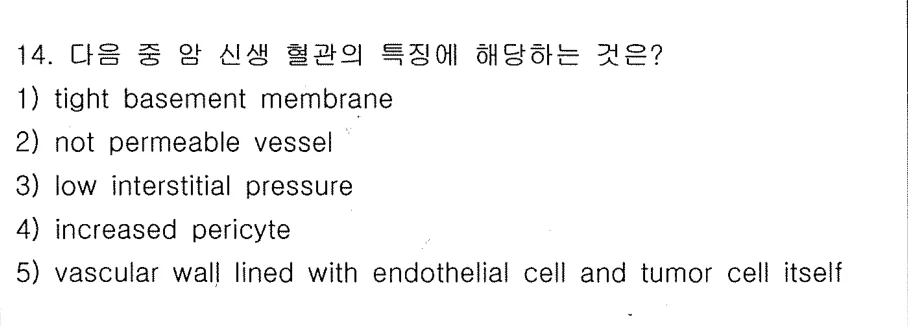 14. 다음 중 암 신생 혈관의 특징에 해당하는 것은?
1) tight basement membrane
2) not permeable vessel
3) low interstitial pressure
4) increased pericyte
5) vascular wall lined with endothelial cell and tumor cell itself